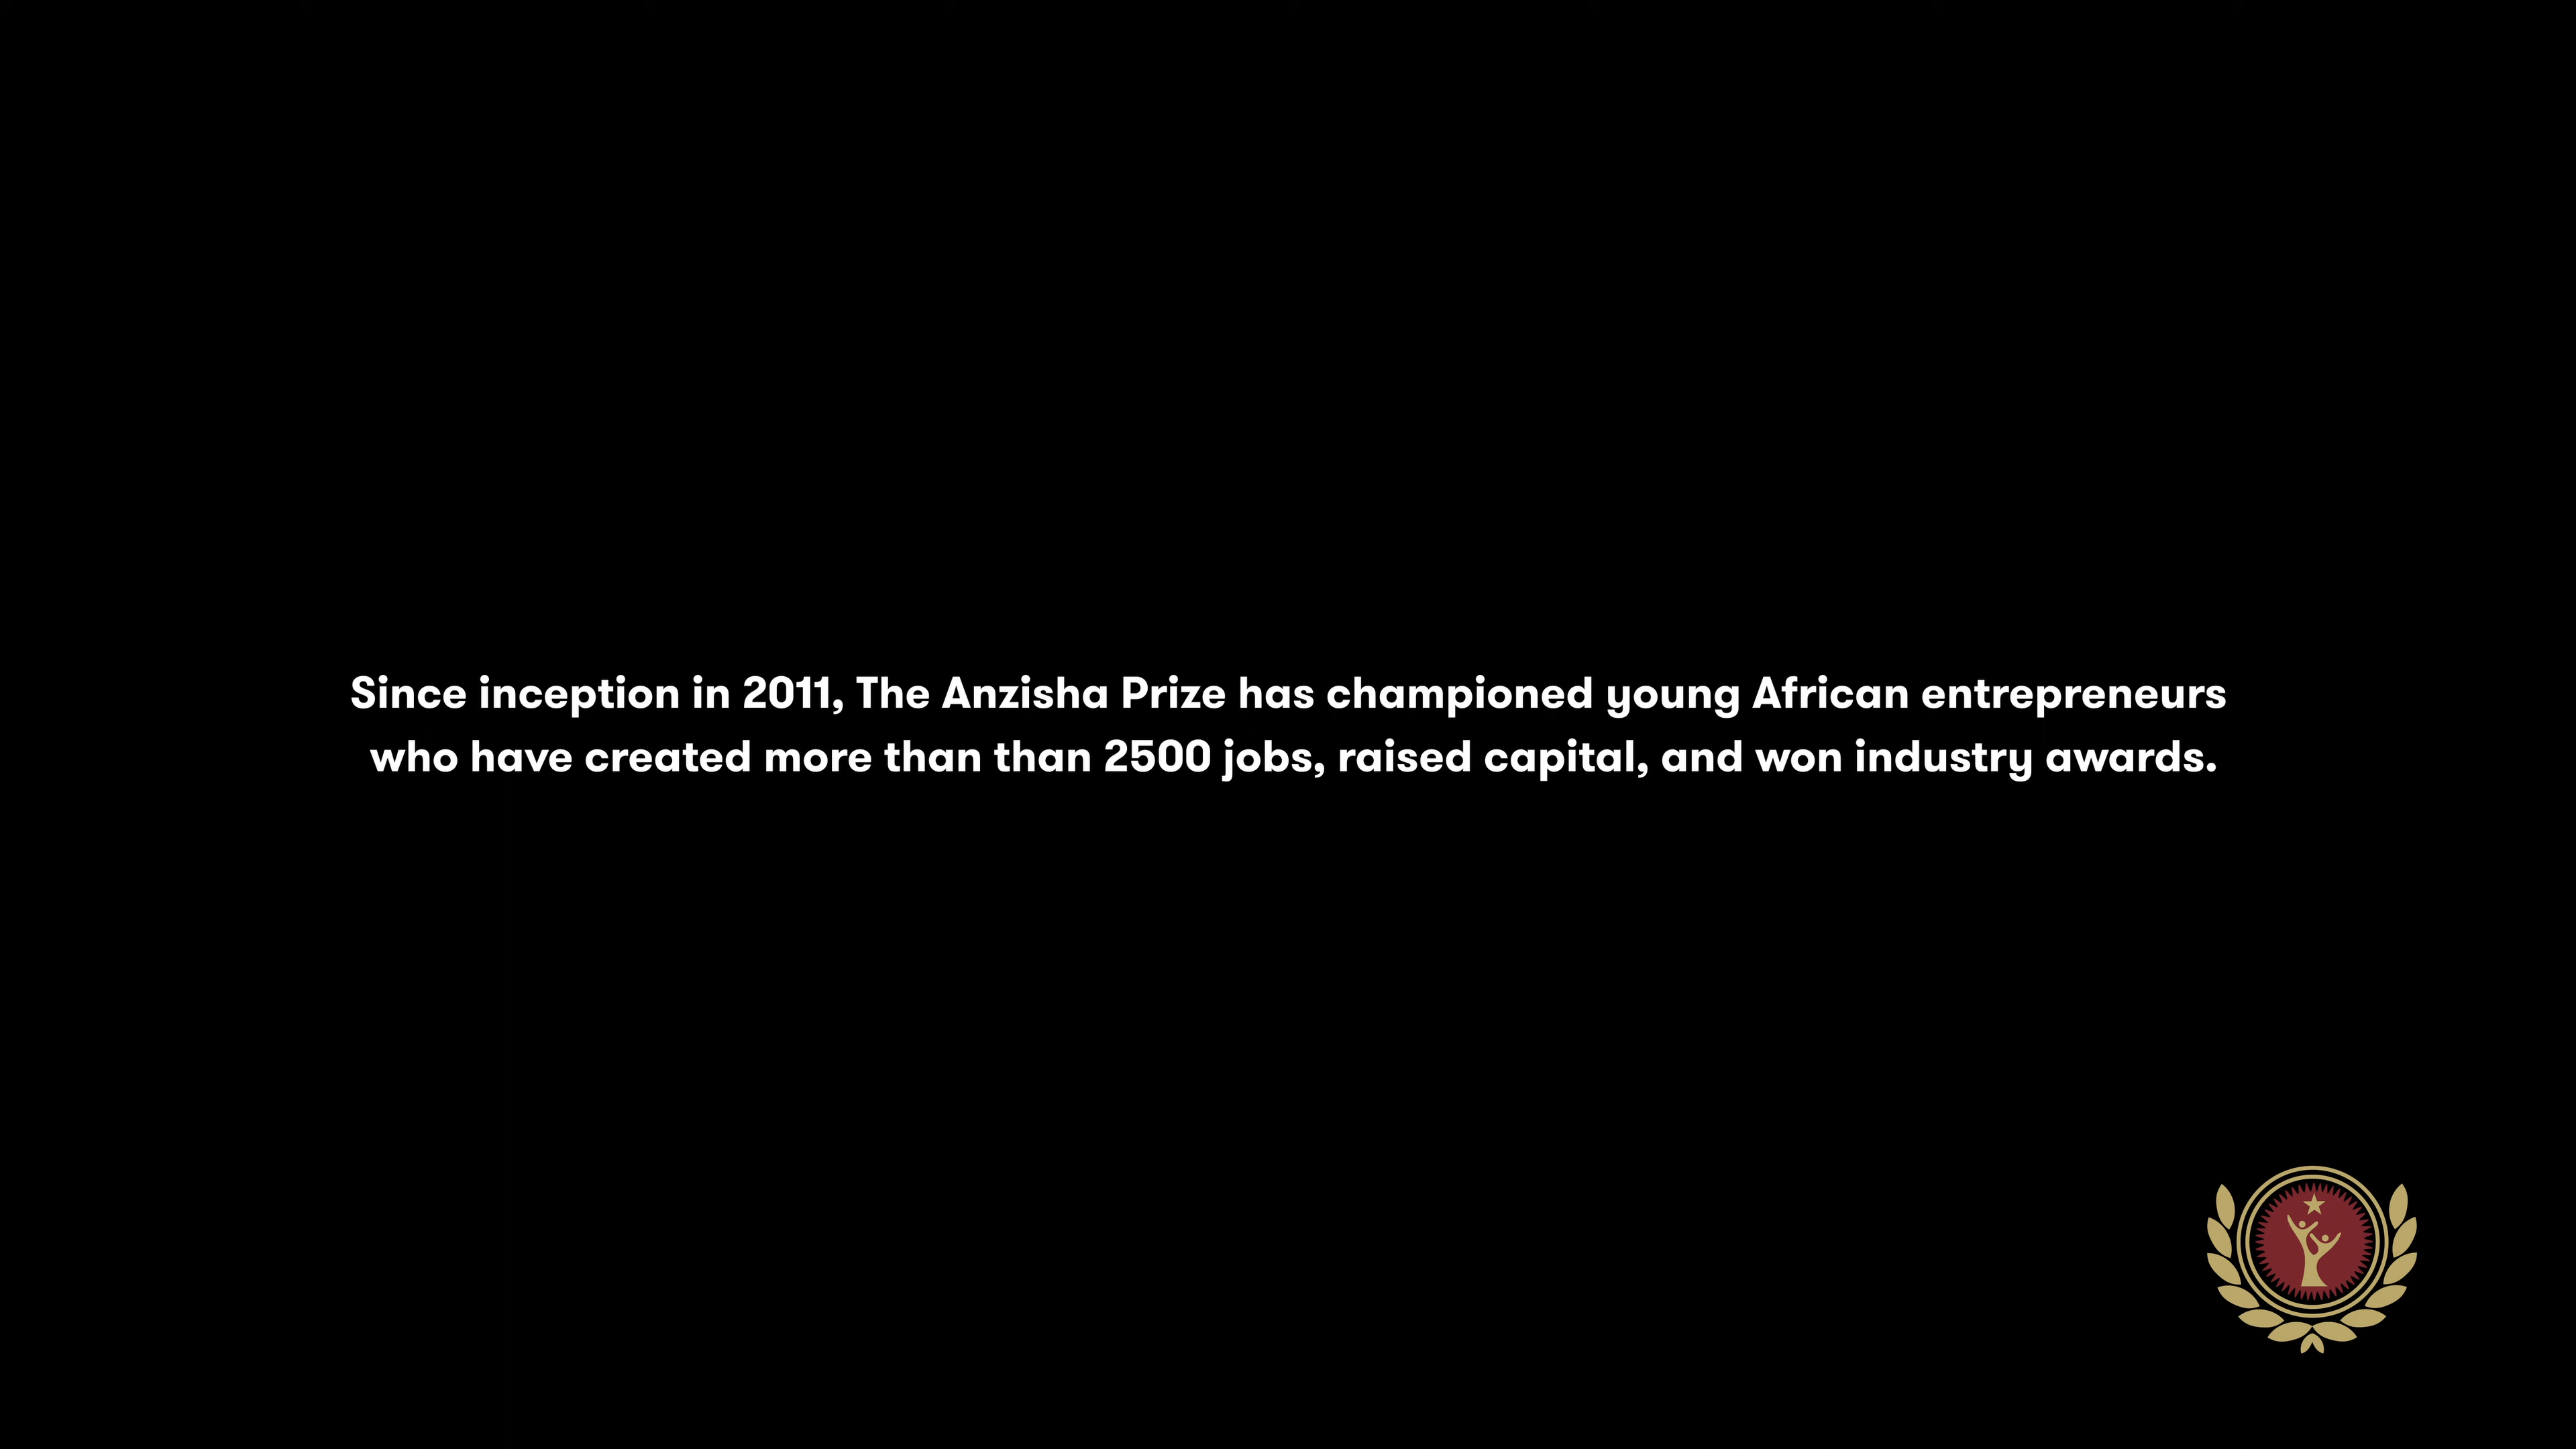 Since inception in 2011, The Anzisha Prize has championed young African entrepreneurs
who have created more than than 2500 jobs, raised capital, and won industry awards.